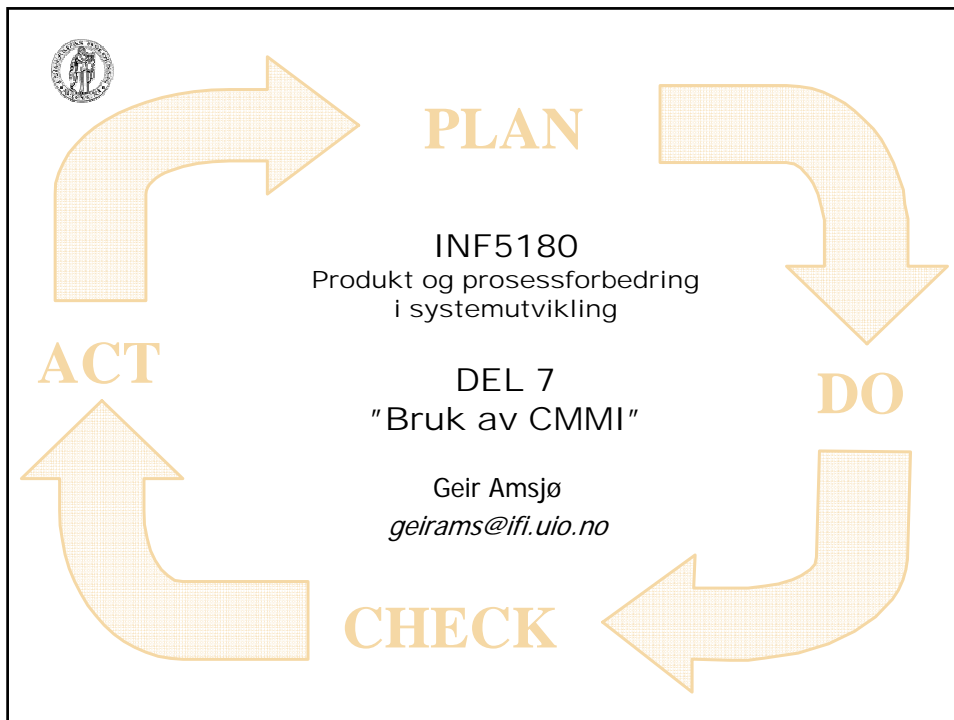 PLAN
INF5180
Produkt og prosessforbedring
i systemutvikling
ACT
DO
DEL 7
"Bruk av CMMI"
Geir Amsjø
geirams@ifi.uio.no
CHECK